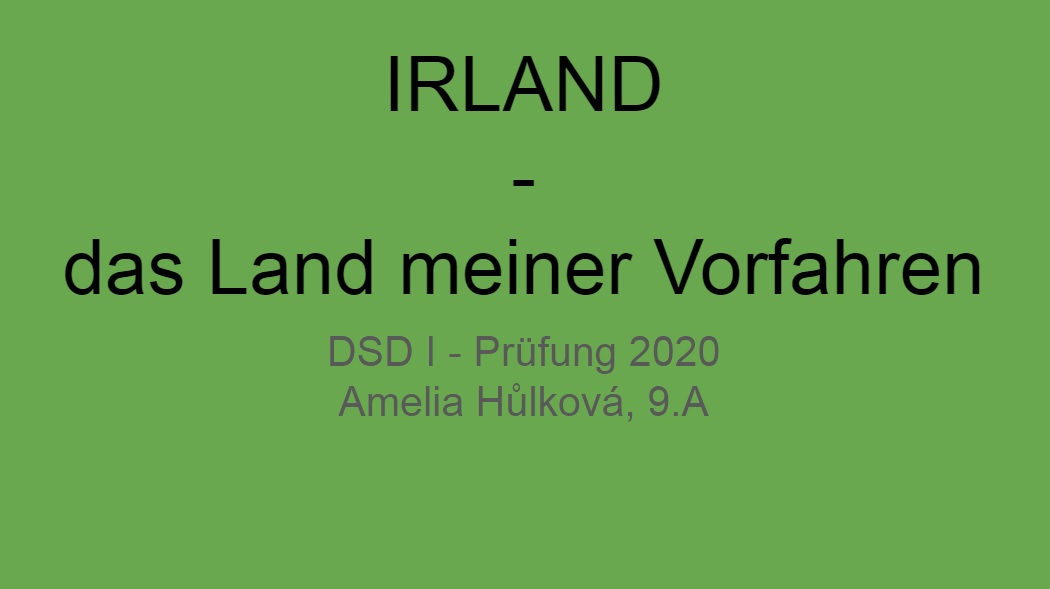 IRLAND
-
das Land meiner Vorfahren
DSD I - Prüfung 2020
Amelia Hůlková, 9.A